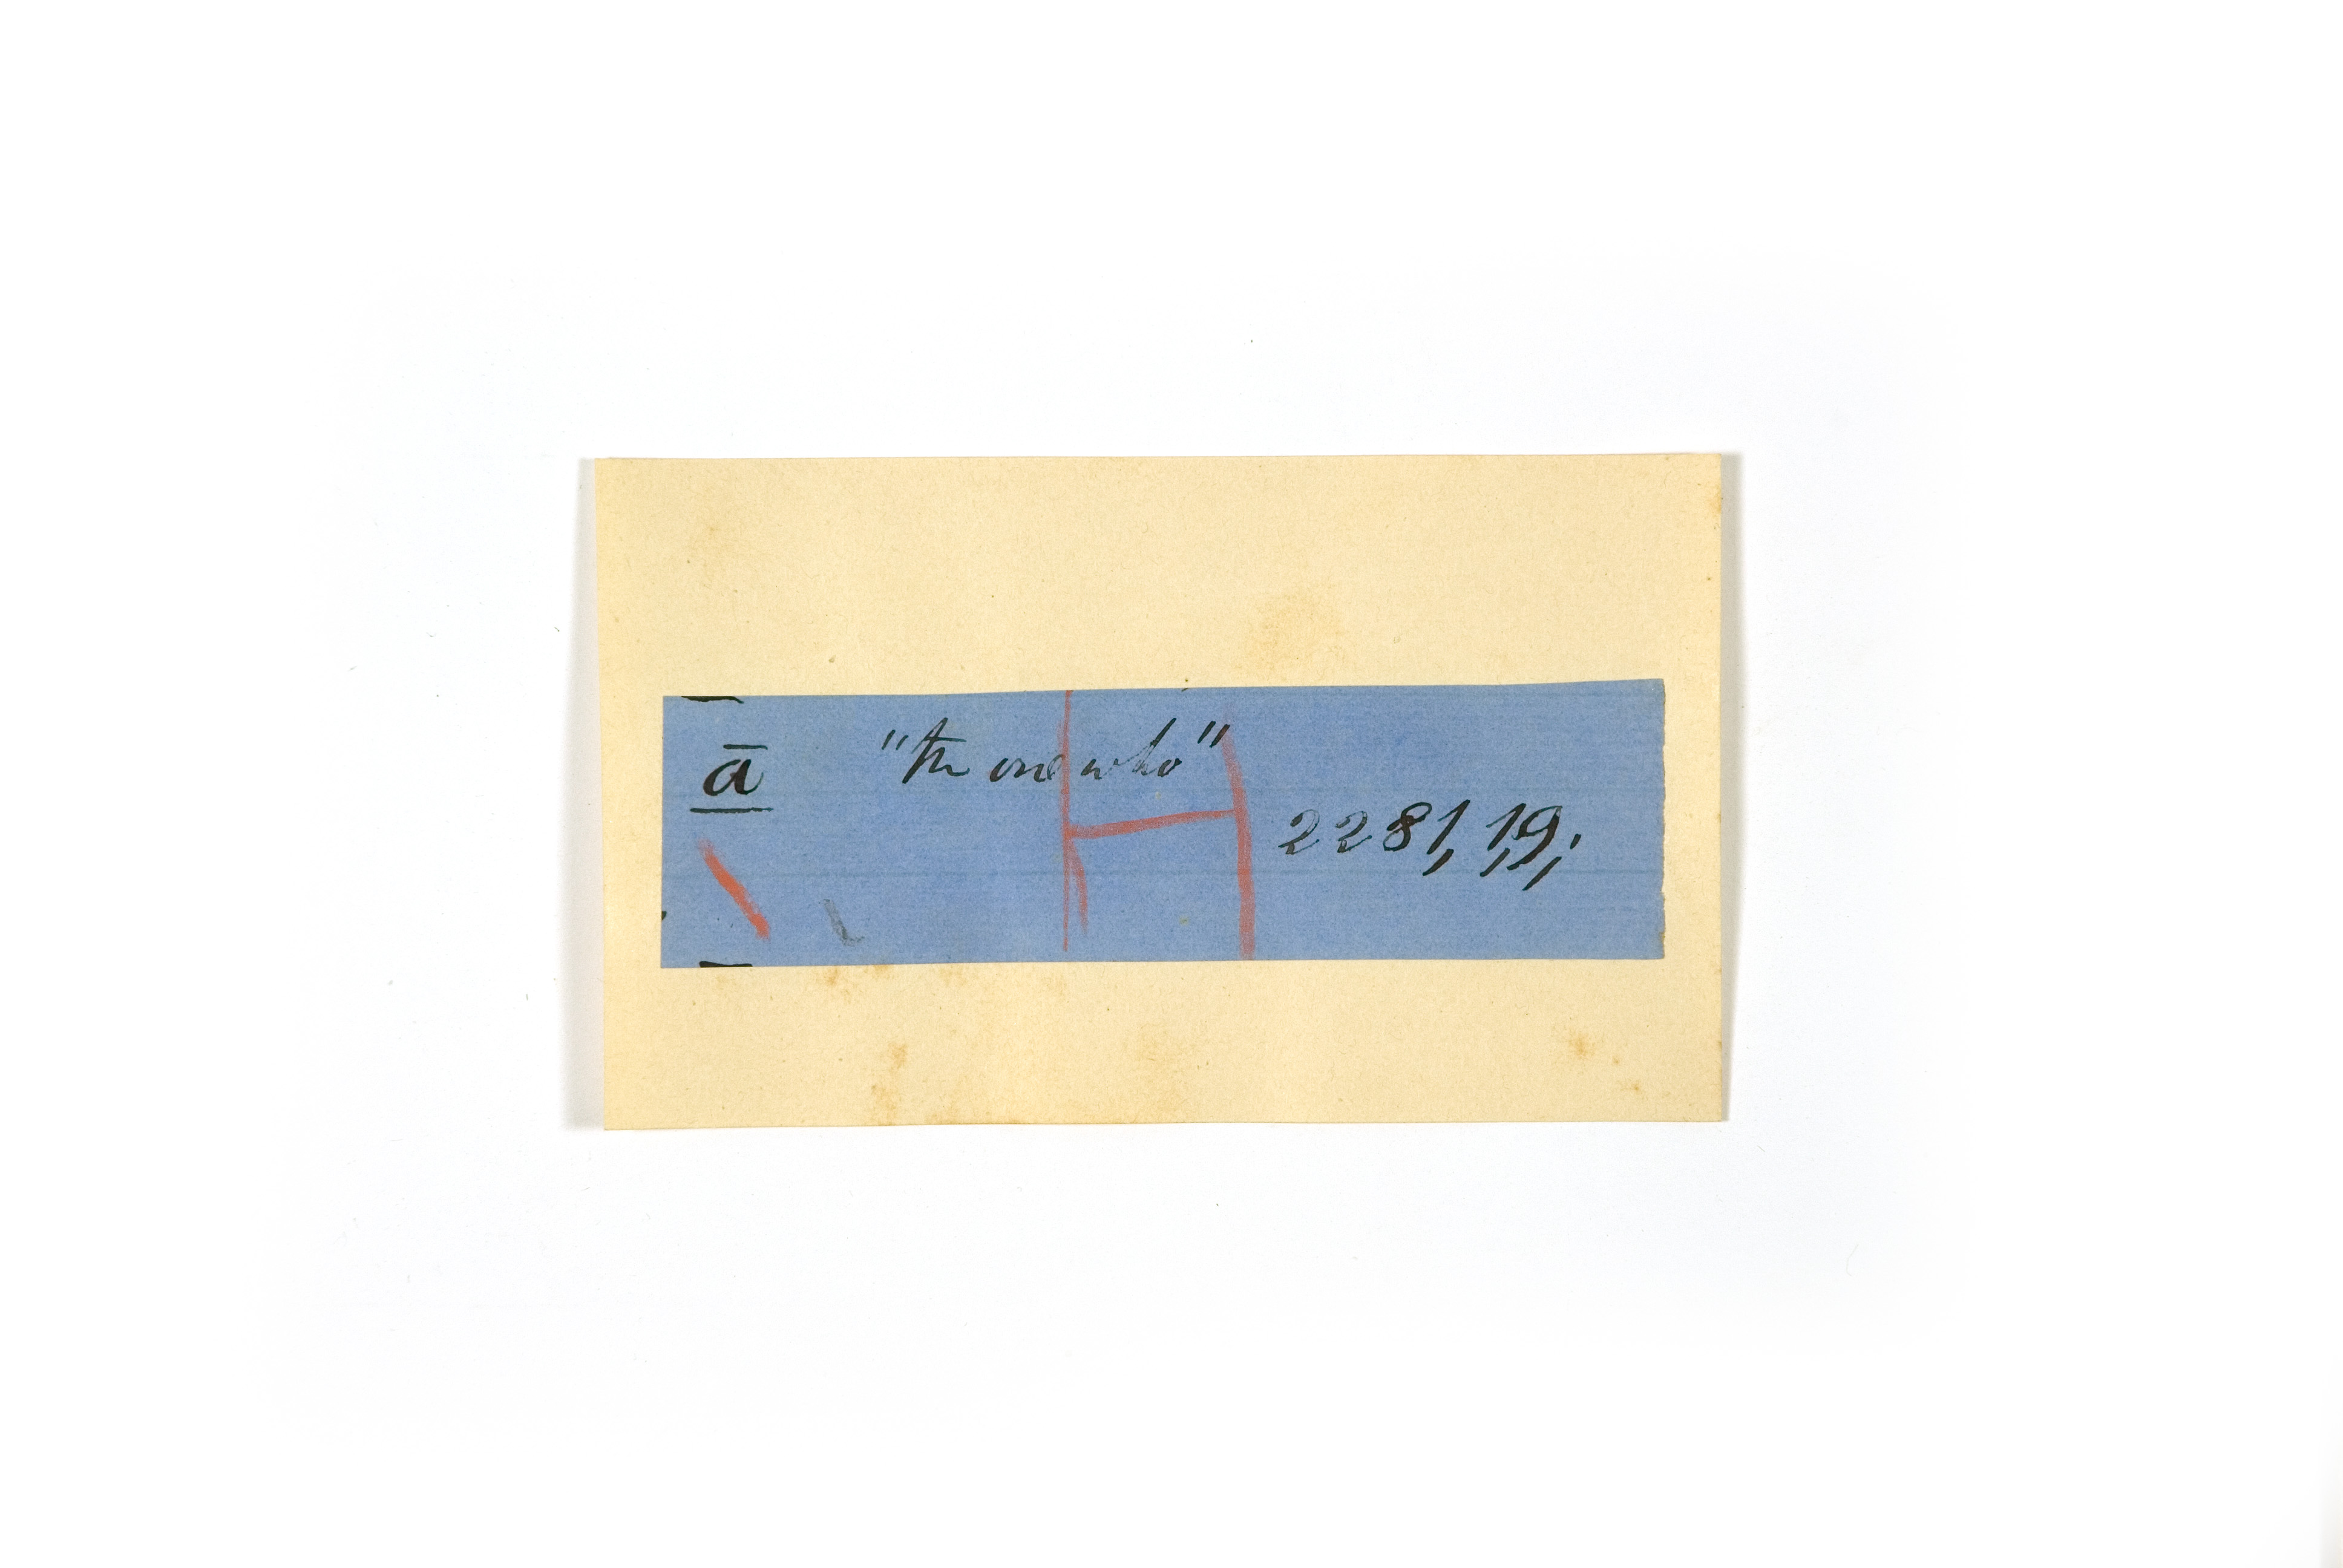 ā "the one who"
H
2281, 19,;